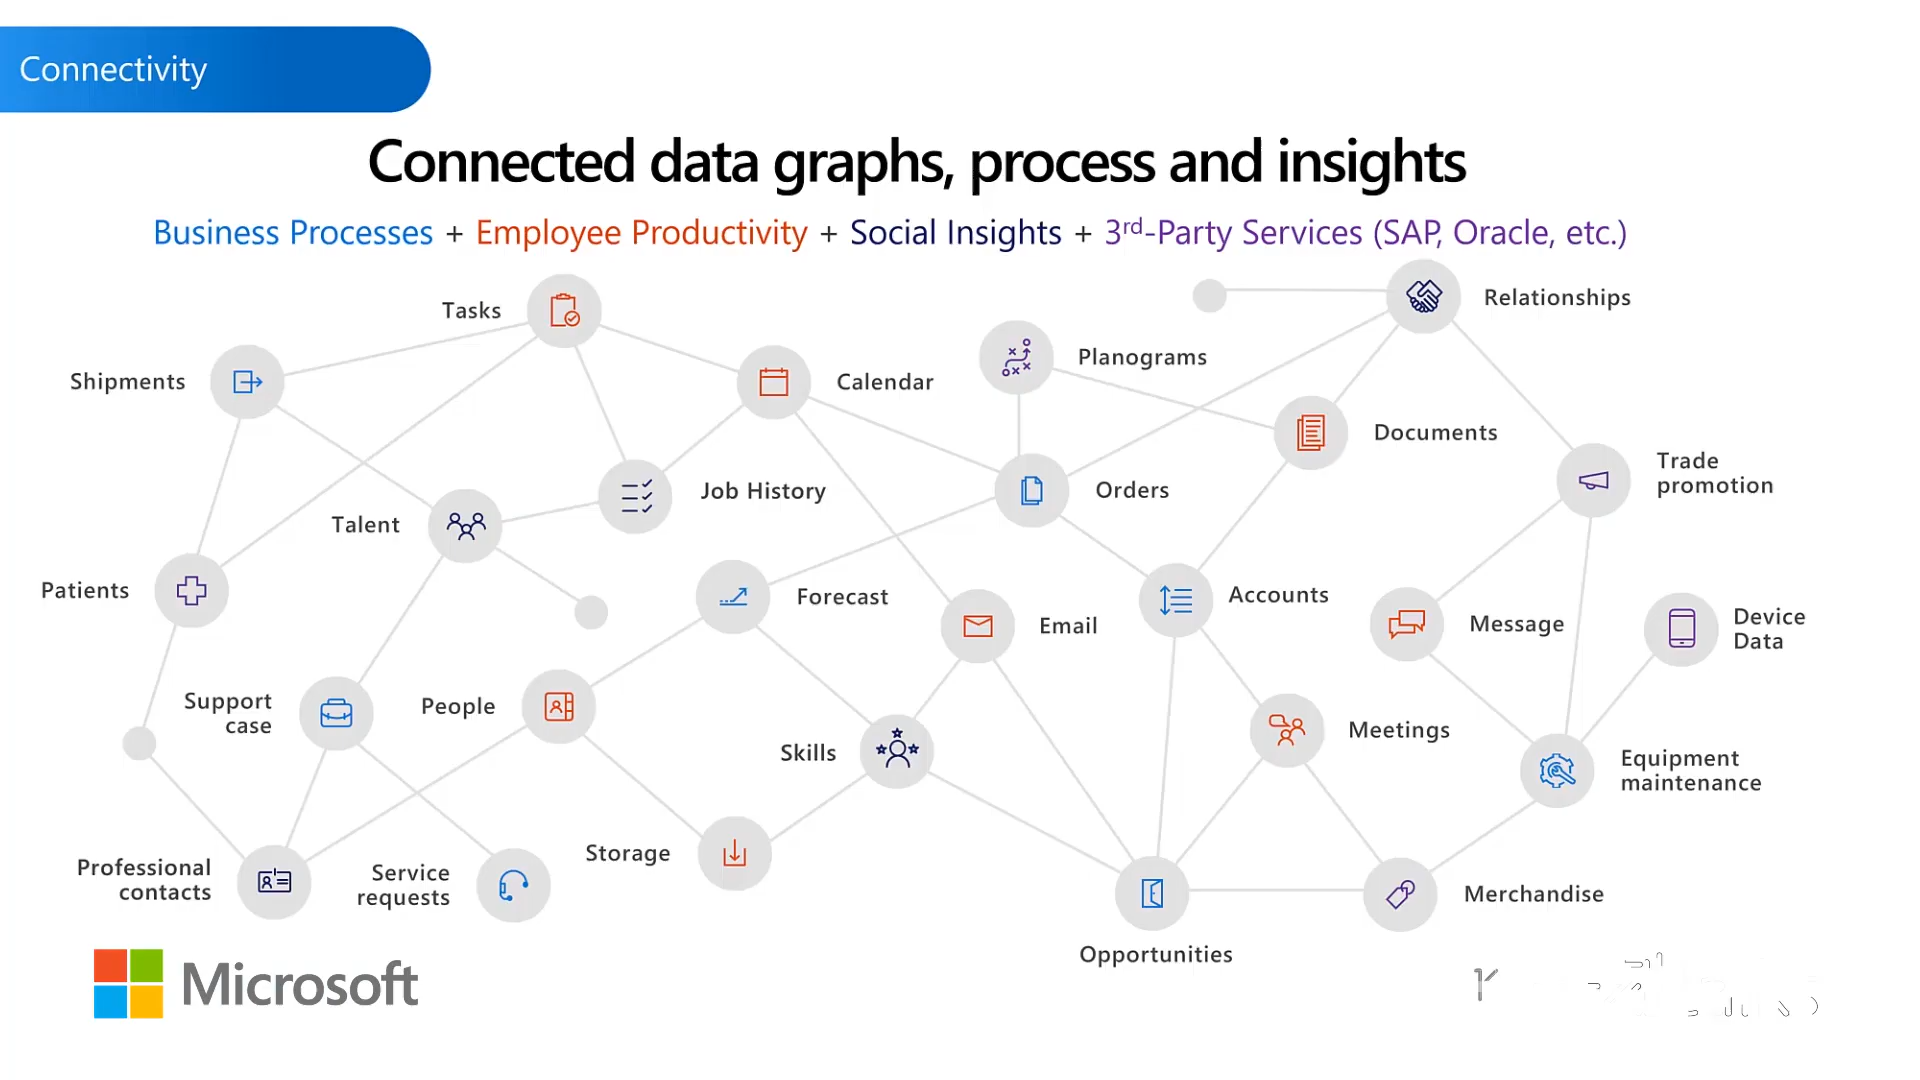 Connectivity
Connected data graphs, process and insights
Business Processes + Employee Productivity + Social Insights + 3rd-Party Services (SAP, Oracle, etc.)
Tasks
Relationships
Shipments
Calendar
Planograms
Documents
Trade
promotion
Talent
Job History
Orders
Patients
Forecast
Email
Accounts
Message
Device
Data
Support
case
People
Skills
Meetings
Equipment
maintenance
Professional
contacts
Service
requests
Storage
Merchandise
Opportunities
Microsoft